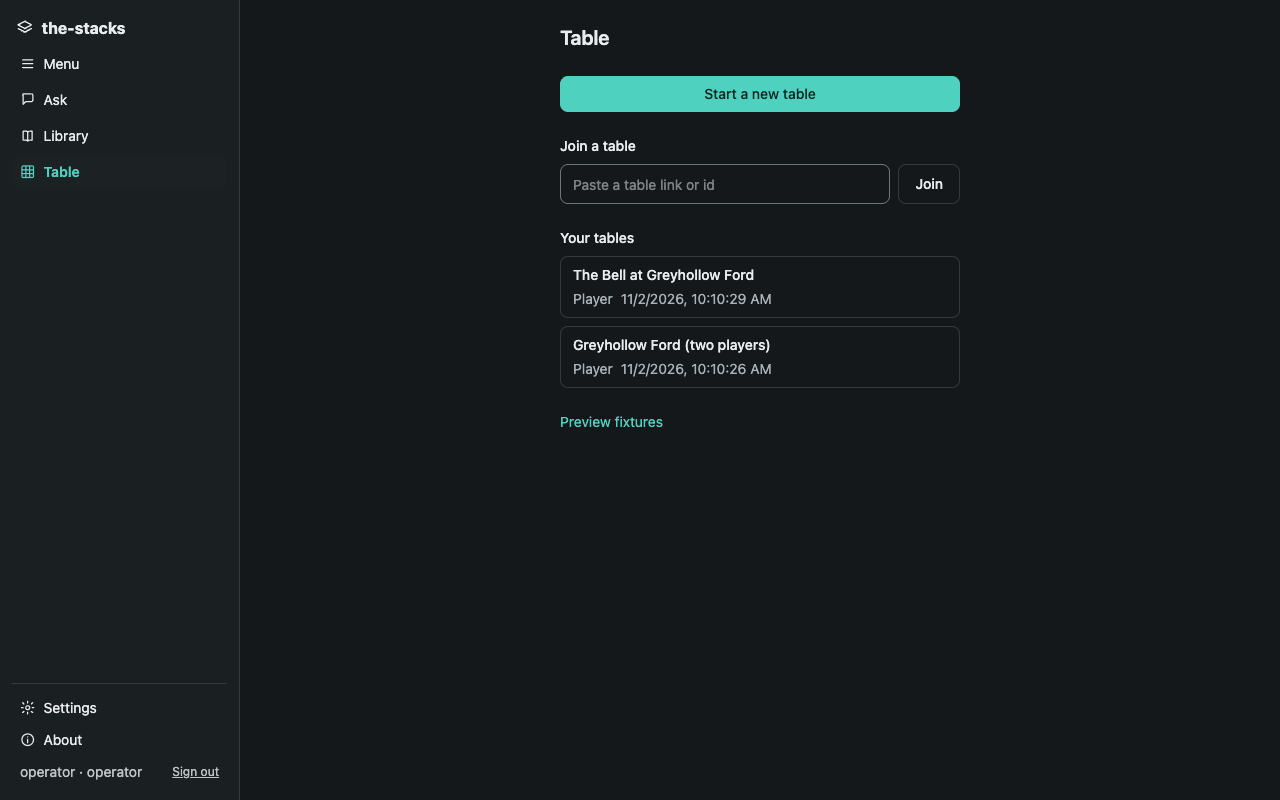 the-stacks
Menu
Ask
Library
Table
Settings
About
operator · operator
Sign out
Table
Start a new table
Join a table
Paste a table link or id
Join
Your tables
The Bell at Greyhollow Ford
Player 11/2/2026, 10:10:29 AM
Greyhollow Ford (two players)
Player 11/2/2026, 10:10:26 AM
Preview fixtures